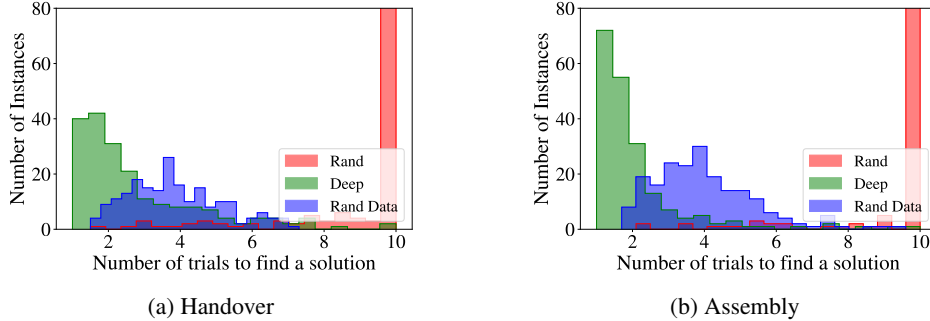 80
60
40
20
0
Number of Instances
Rand
Deep
Rand Data
2 4 6 8 10
Number of trials to find a solution
(a) Handover
80
60
40
20
0
Number of Instances
Rand
Deep
Rand Data
2 4 6 8 10
Number of trials to find a solution
(b) Assembly